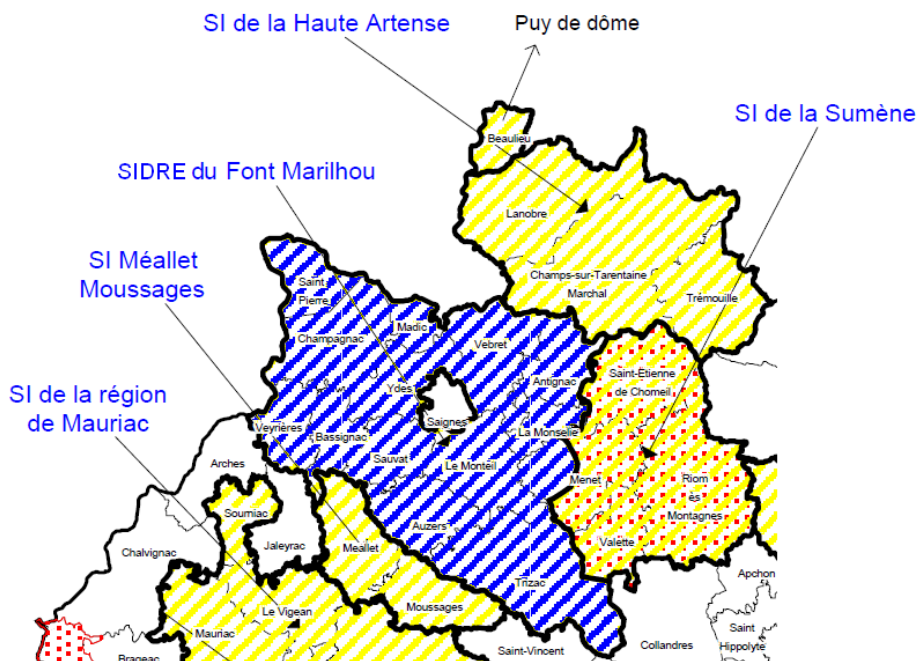 SI de la Haute Artense
Puy de dôme
SI de la Sumène
Beaulieu
SIDRE du Font Marilhou
Lanobre
SI Méallet
Moussages
Saint
Pierre
Champs-sur-Tarentaine
Marchal
Trémouille
Champagnac
Madic
Vebret
SI de la région
de Mauriac
Ydes
Antignac
Saint-Étienne
de Chomeil
Saignes
Veyrières
Bassignac
La Monselie
Sauvat
Le Monteil
Arches
Menet
Riom
ès
Montagnes
Sourniac
Chalvignac
Jaleyrac
Meallet
Auzers
Valette
Trizac
Apchon
Le Vigean
Moussages
Mauriac
Saint
Hippolyte
Brageac
Saint-Vincent
Collandres